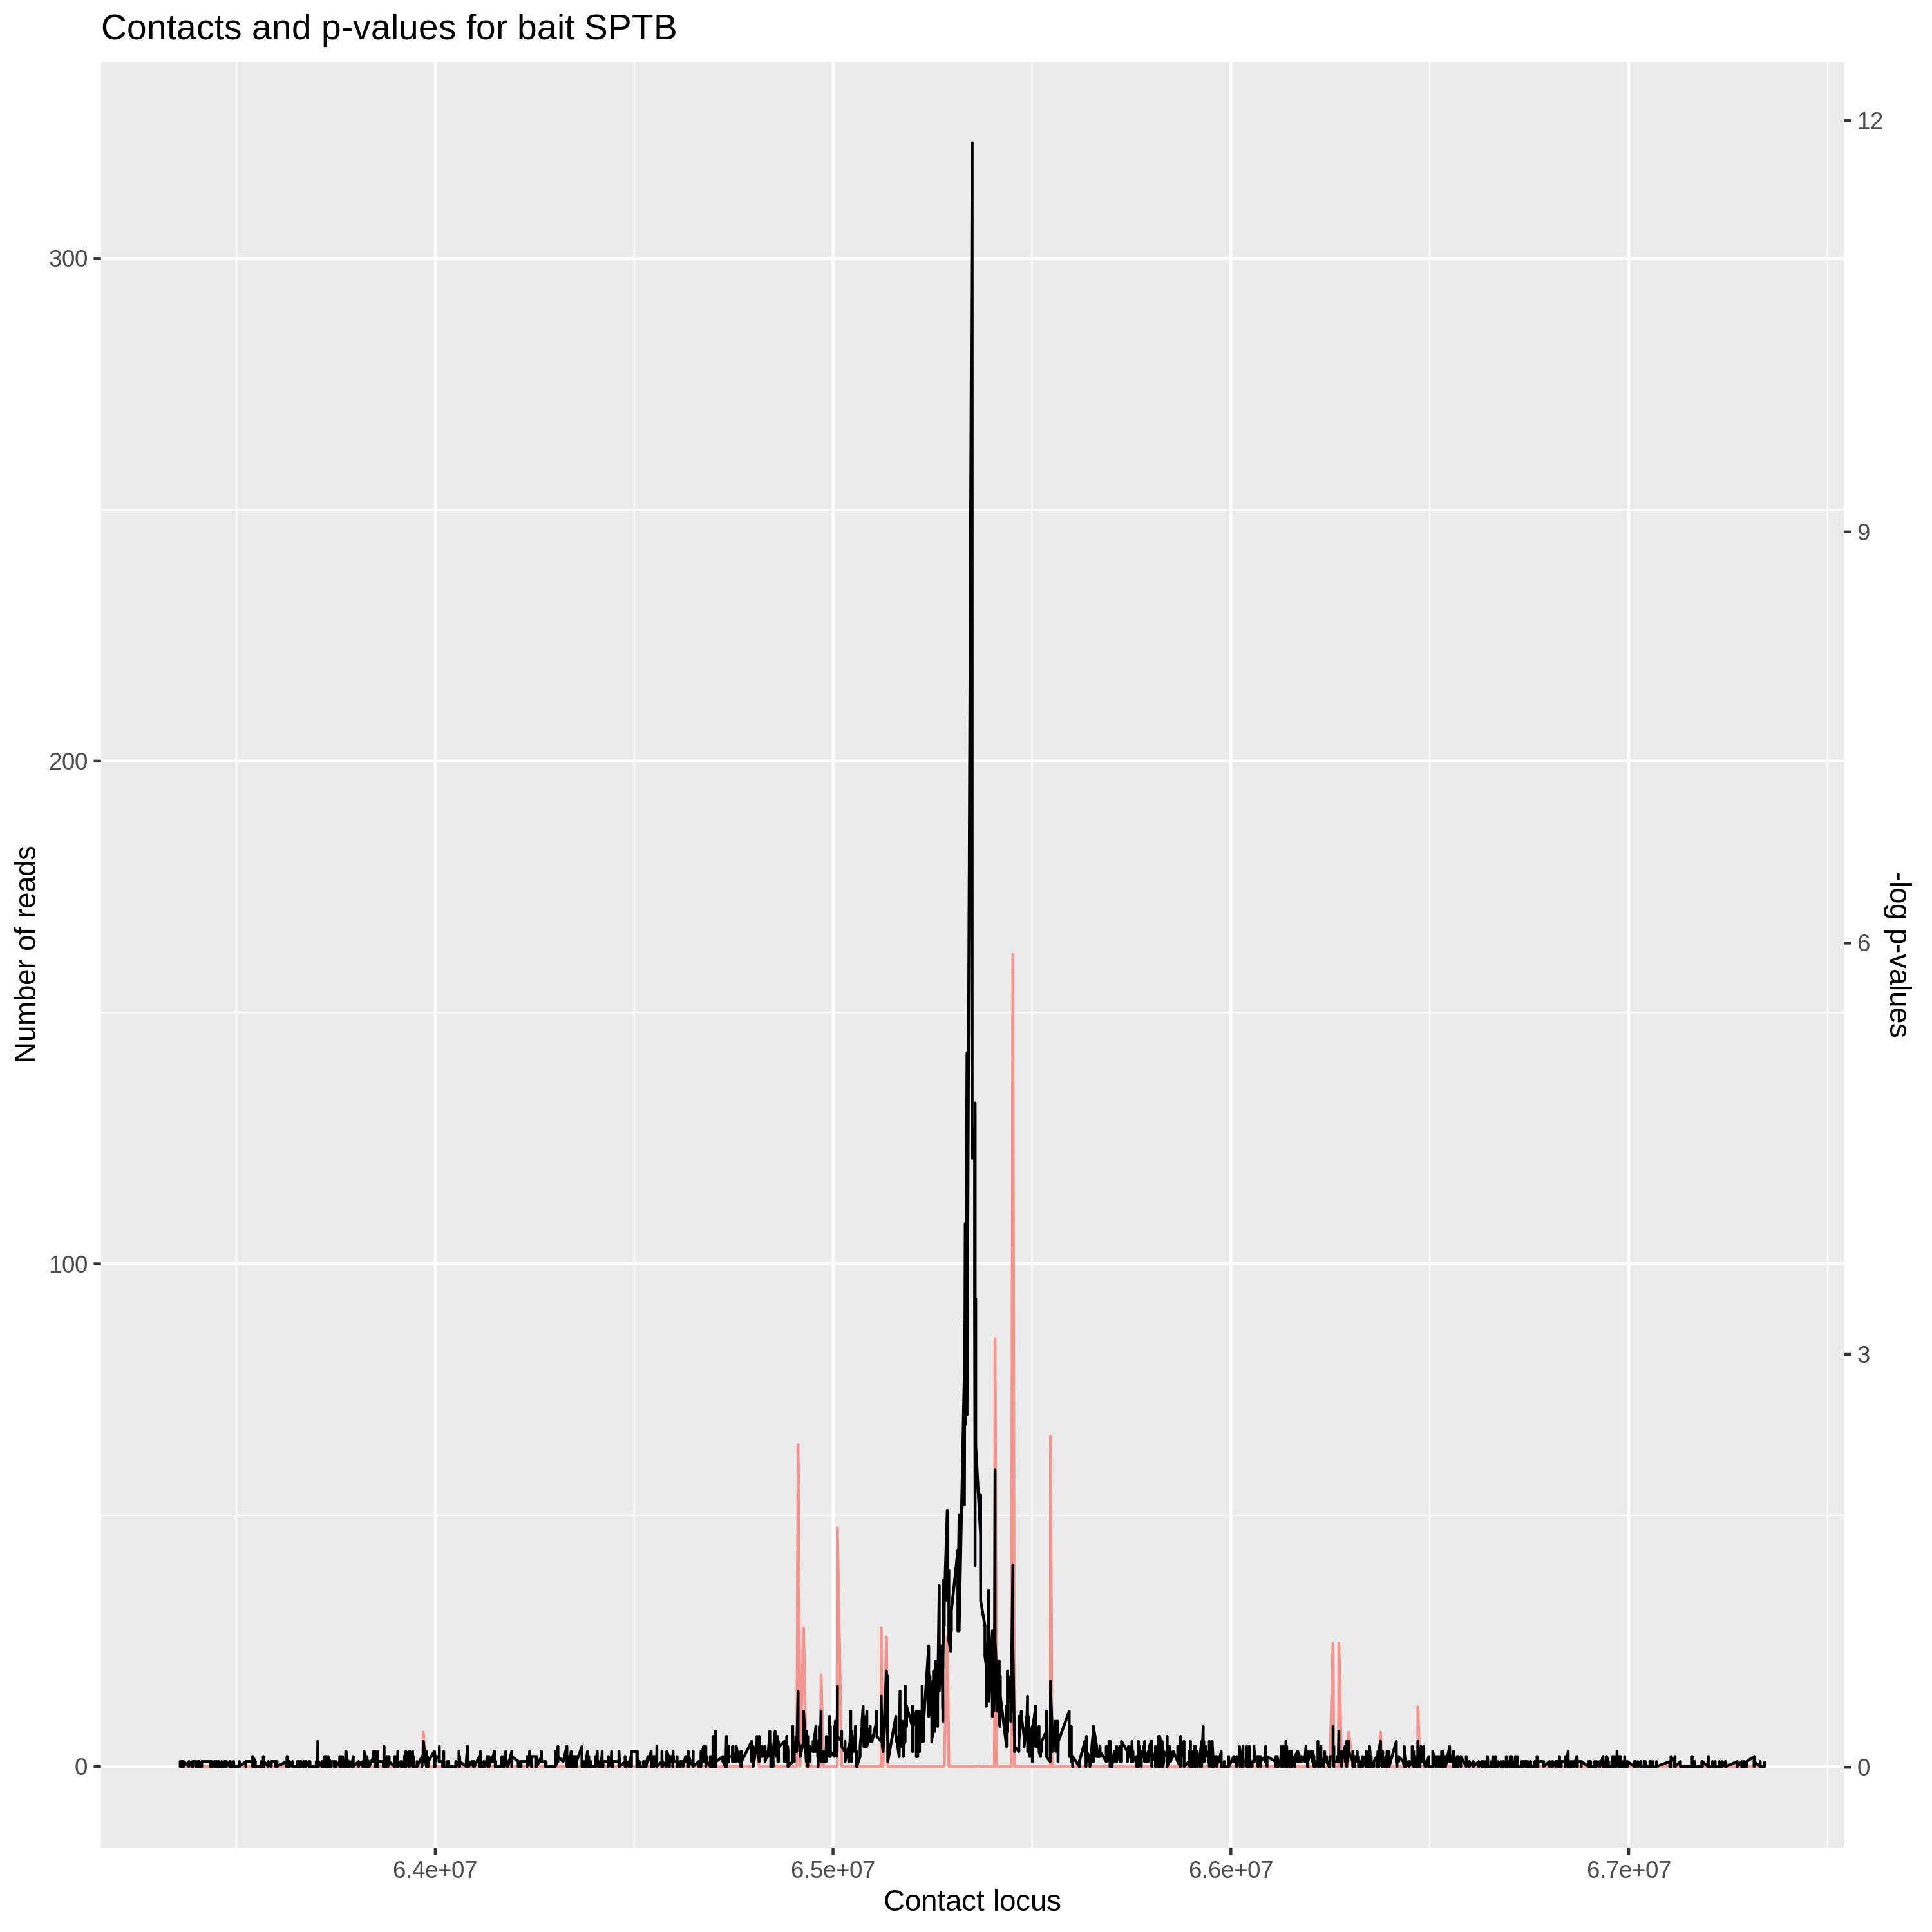 Contacts and p-values for bait SPTB
300
200
100
0
Number of reads
12
9
6
3
0
-log p-values
6.4e+07 6.5e+07 6.6e+07 6.7e+07
Contact locus